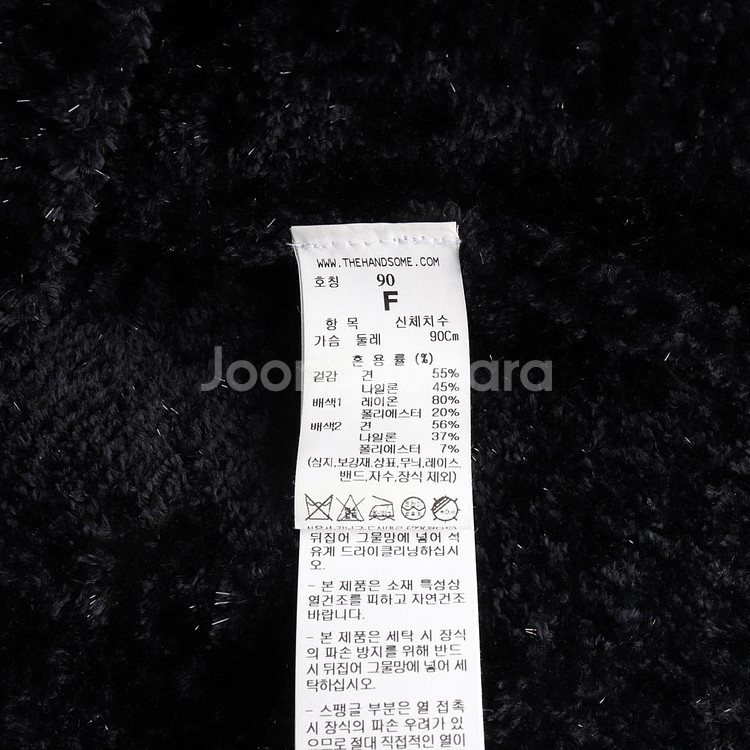 WWW.THEHANDSOME.COM
호칭 90
F
항 목 신체치수
가슴 둘레 90Cm
혼 용 률 (%)
겉감 견 55%
나일론 45%
배색1 레이온 80%
폴리에스터 20%
배색2 견 56%
나일론 37%
폴리에스터 7%
(심지,보강재,상표,무늬,레이스
밴드,자수,장식 제외)
뒤집어 그물망에 넣어 석
유계 드라이클리닝하십시
오.
- 본 제품은 소재 특성상
열건조를 피하고 자연건조
바랍니다.
- 본 제품은 세탁 시 장식
의 파손 방지를 위해 반드
시 뒤집어 그물망에 넣어 세
탁하십시오.
- 스팽글 부분은 열 접촉
시 장식의 파손 우려가 있
으므로 절대 직접적인 열이